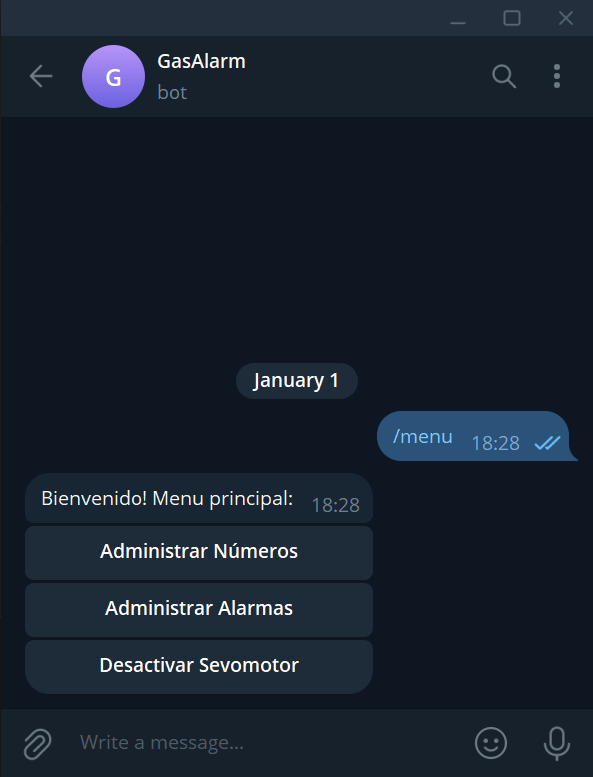 G
GasAlarm
bot
January 1
/menu 18:28
Bienvenido! Menu principal: 18:28
Administrar Números
Administrar Alarmas
Desactivar Sevomotor
Write a message...